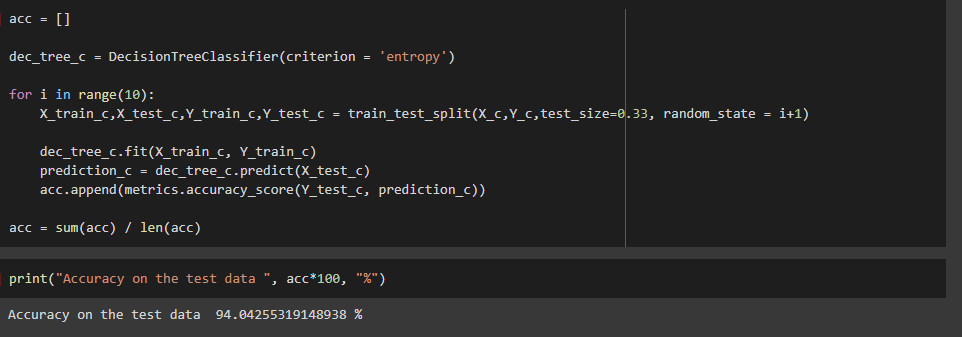 acc = []
dec_tree_c = DecisionTreeClassifier(criterion = 'entropy')
for i in range(10):
    X_train_c,X_test_c,Y_train_c,Y_test_c = train_test_split(X_c,Y_c,test_size=0.33, random_state = i+1)
    dec_tree_c.fit(X_train_c, Y_train_c)
    prediction_c = dec_tree_c.predict(X_test_c)
    acc.append(metrics.accuracy_score(Y_test_c, prediction_c))
acc = sum(acc) / len(acc)
print("Accuracy on the test data ", acc*100, "%")
Accuracy on the test data  94.04255319148938 %